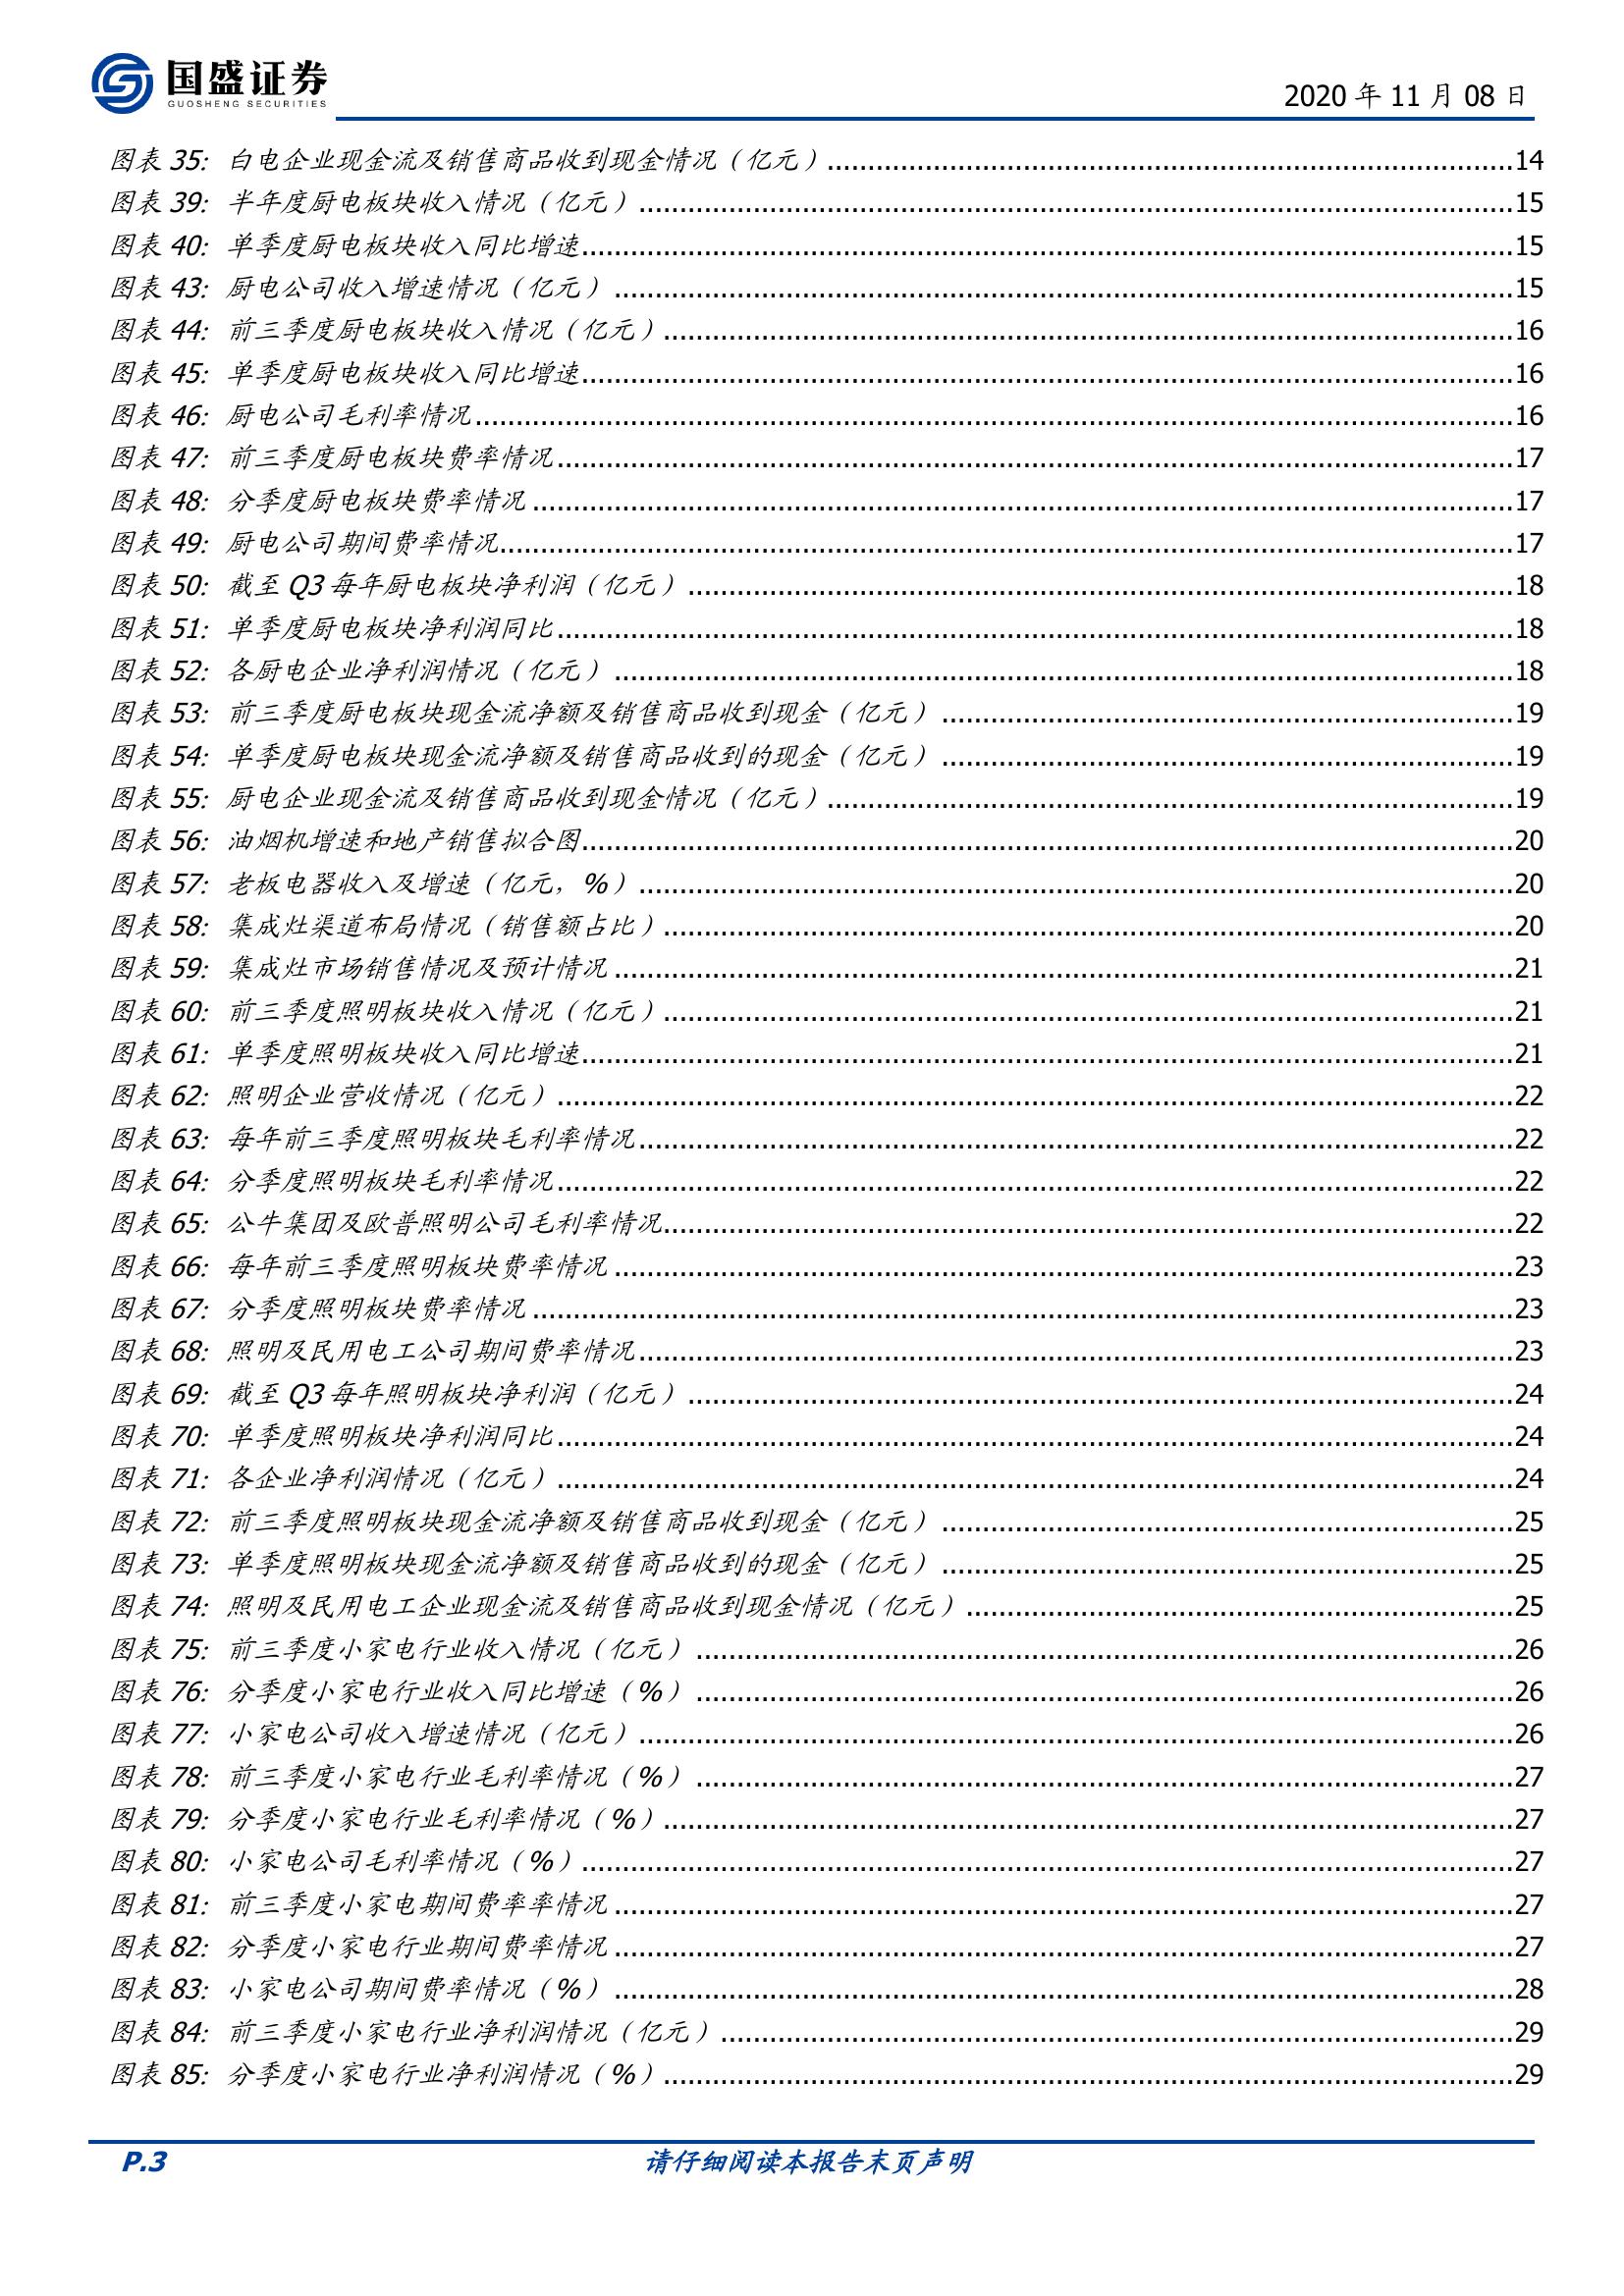 国盛证券
GUOSHENG SECURITIES
2020 年 11 月 08 日
图表 35: 白电企业现金流及销售商品收到现金情况（亿元）..........14
图表 39: 半年度厨电板块收入情况（亿元）..........15
图表 40: 单季度厨电板块收入同比增速..........15
图表 43: 厨电公司收入增速情况（亿元）..........15
图表 44: 前三季度厨电板块收入情况（亿元）..........16
图表 45: 单季度厨电板块收入同比增速..........16
图表 46: 厨电公司毛利率情况..........16
图表 47: 前三季度厨电板块费率情况..........17
图表 48: 分季度厨电板块费率情况..........17
图表 49: 厨电公司期间费率情况..........17
图表 50: 截至 Q3 每年厨电板块净利润（亿元）..........18
图表 51: 单季度厨电板块净利润同比..........18
图表 52: 各厨电企业净利润情况（亿元）..........18
图表 53: 前三季度厨电板块现金流净额及销售商品收到现金（亿元）..........19
图表 54: 单季度厨电板块现金流净额及销售商品收到的现金（亿元）..........19
图表 55: 厨电企业现金流及销售商品收到现金情况（亿元）..........19
图表 56: 油烟机增速和地产销售拟合图..........20
图表 57: 老板电器收入及增速（亿元，%）..........20
图表 58: 集成灶渠道布局情况（销售额占比）..........20
图表 59: 集成灶市场销售情况及预计情况..........21
图表 60: 前三季度照明板块收入情况（亿元）..........21
图表 61: 单季度照明板块收入同比增速..........21
图表 62: 照明企业营收情况（亿元）..........22
图表 63: 每年前三季度照明板块毛利率情况..........22
图表 64: 分季度照明板块毛利率情况..........22
图表 65: 公牛集团及欧普照明公司毛利率情况..........22
图表 66: 每年前三季度照明板块费率情况..........23
图表 67: 分季度照明板块费率情况..........23
图表 68: 照明及民用电工公司期间费率情况..........23
图表 69: 截至 Q3 每年照明板块净利润（亿元）..........24
图表 70: 单季度照明板块净利润同比..........24
图表 71: 各企业净利润情况（亿元）..........24
图表 72: 前三季度照明板块现金流净额及销售商品收到现金（亿元）..........25
图表 73: 单季度照明板块现金流净额及销售商品收到的现金（亿元）..........25
图表 74: 照明及民用电工企业现金流及销售商品收到现金情况（亿元）..........25
图表 75: 前三季度小家电行业收入情况（亿元）..........26
图表 76: 分季度小家电行业收入同比增速（%）..........26
图表 77: 小家电公司收入增速情况（亿元）..........26
图表 78: 前三季度小家电行业毛利率情况（%）..........27
图表 79: 分季度小家电行业毛利率情况（%）..........27
图表 80: 小家电公司毛利率情况（%）..........27
图表 81: 前三季度小家电期间费率率情况..........27
图表 82: 分季度小家电行业期间费率情况..........27
图表 83: 小家电公司期间费率情况（%）..........28
图表 84: 前三季度小家电行业净利润情况（亿元）..........29
图表 85: 分季度小家电行业净利润情况（%）..........29
P.3
请仔细阅读本报告末页声明